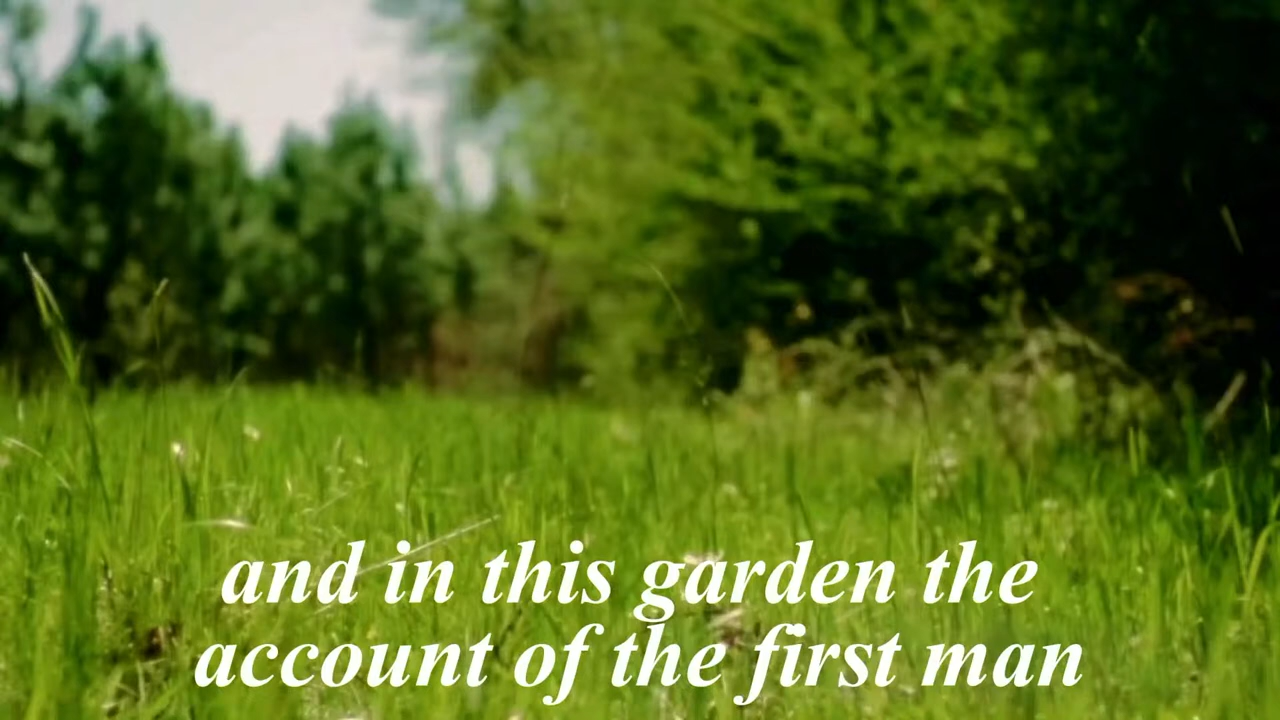 and in this garden the
account of the first man